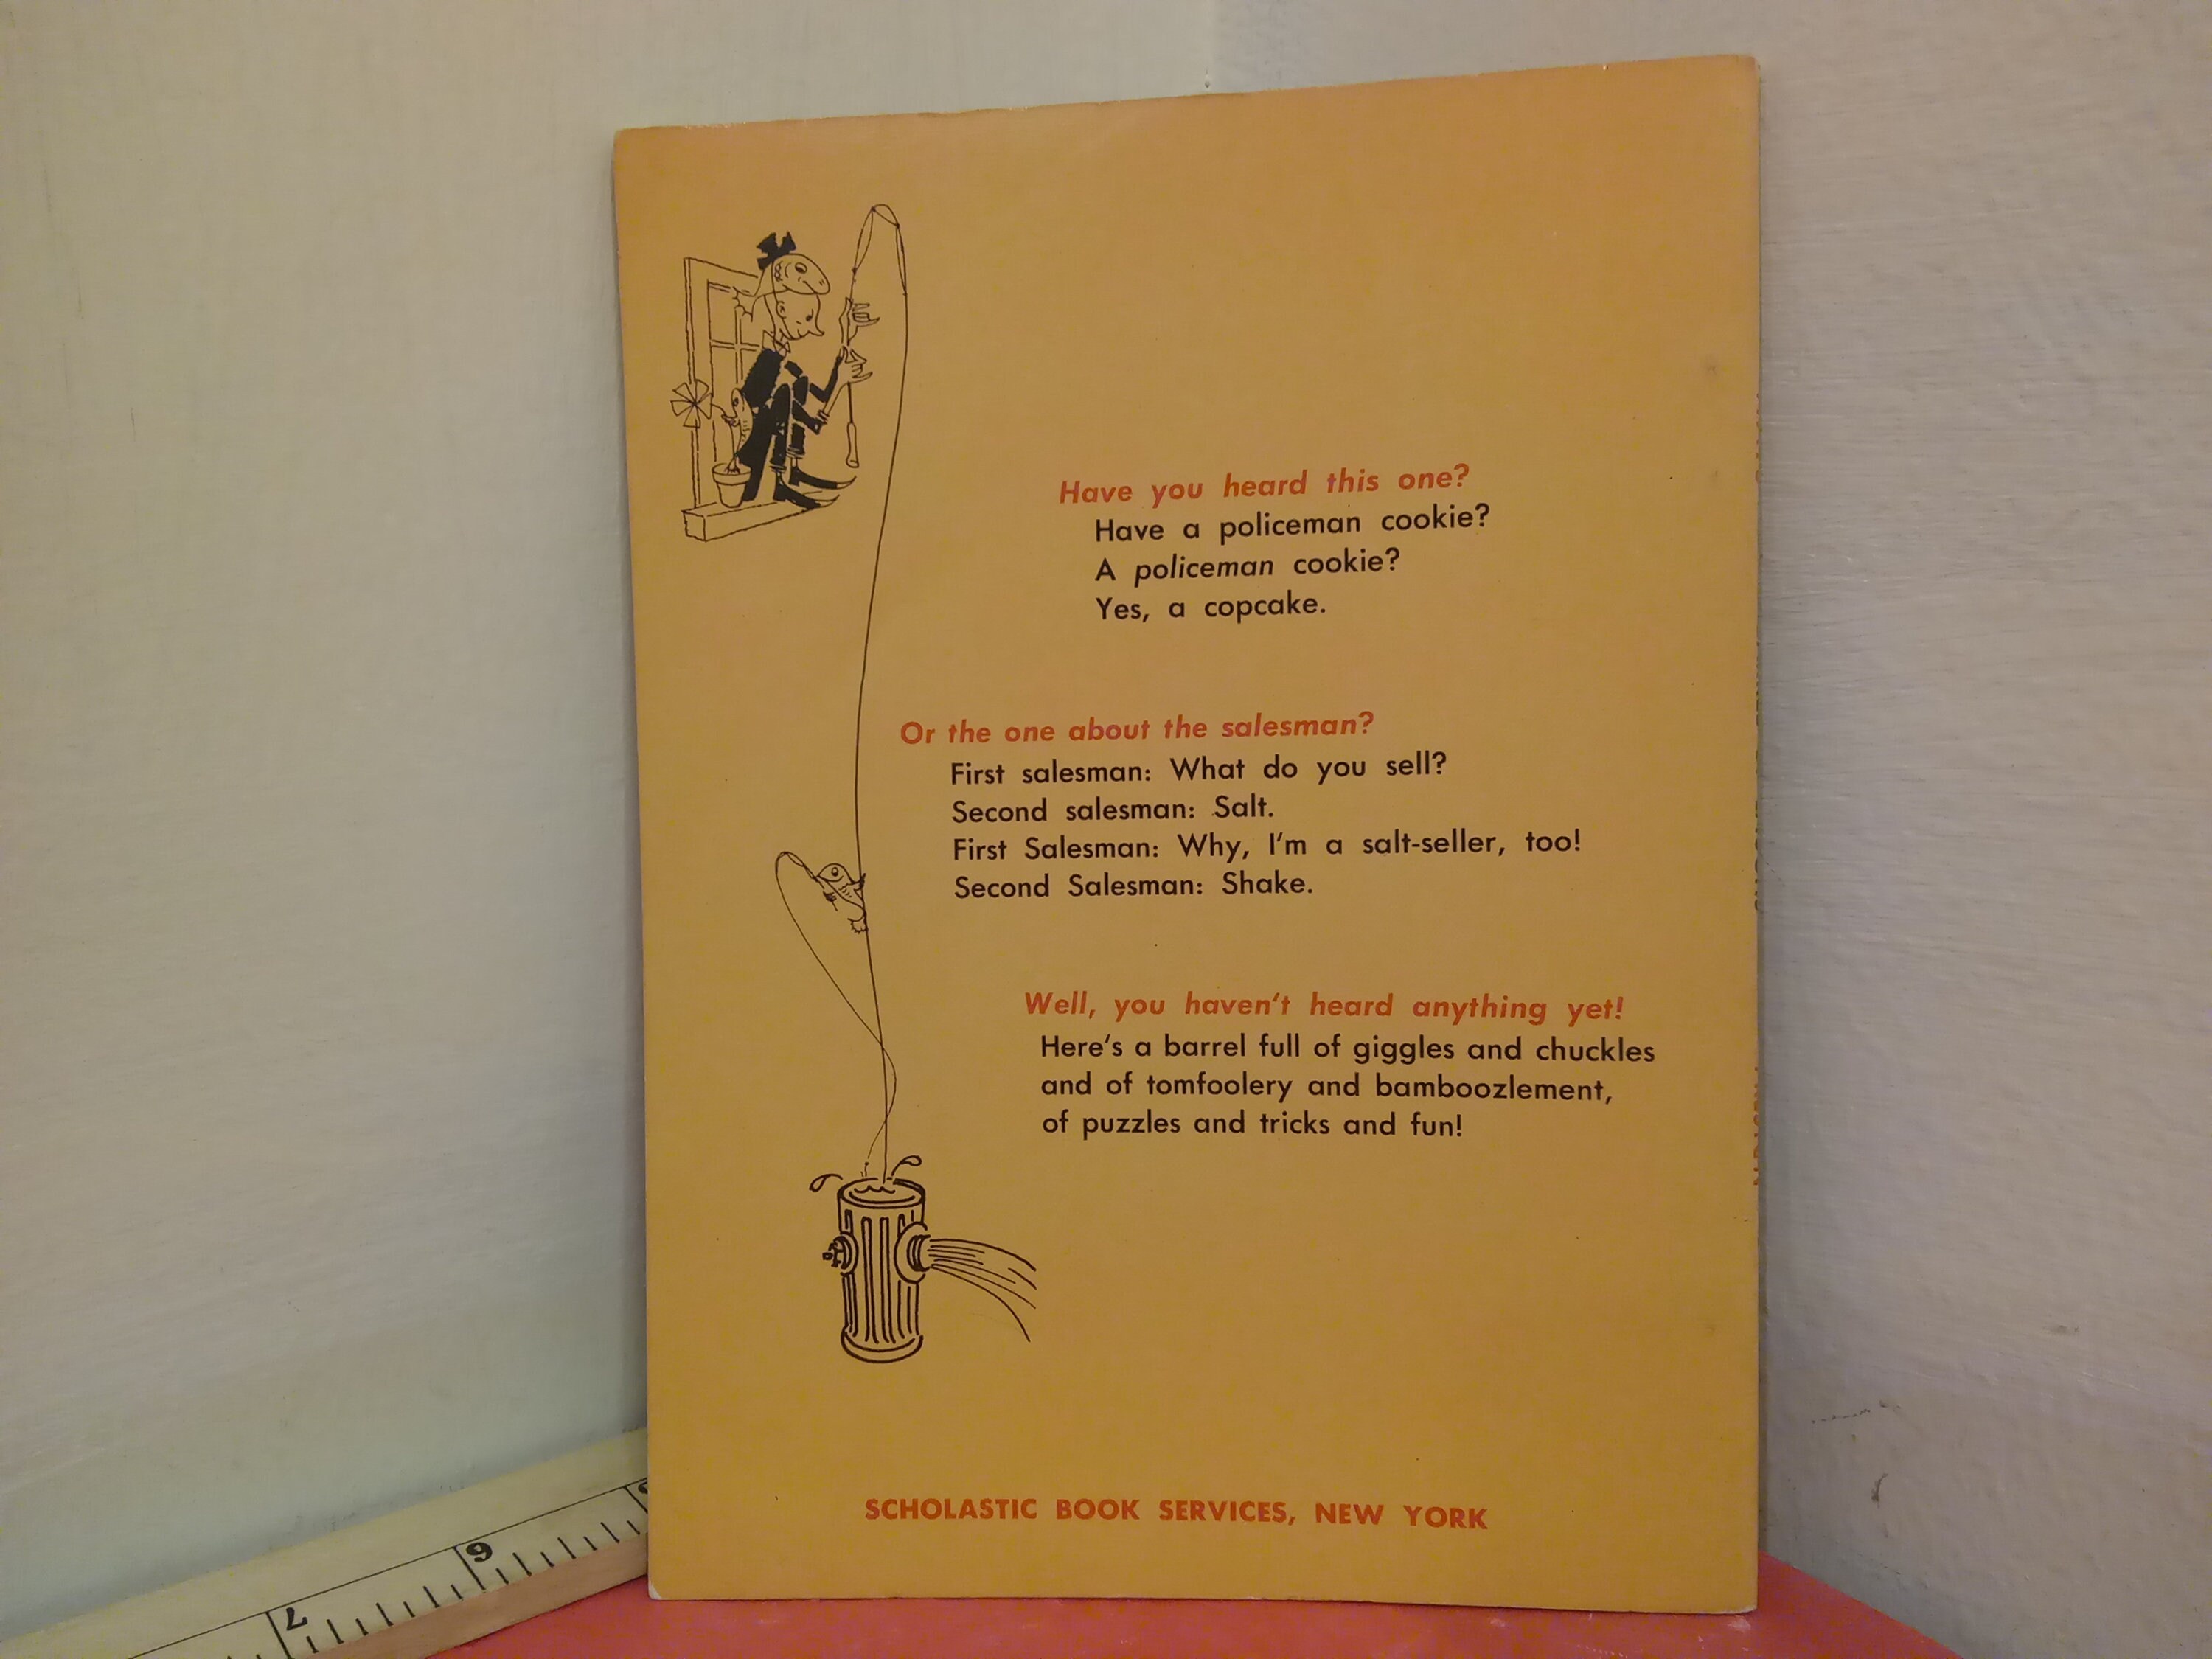 Have you heard this one?
Have a policeman cookie?
A policeman cookie?
Yes, a copcake.
Or the one about the salesman?
First salesman: What do you sell?
Second salesman: Salt.
First Salesman: Why, I'm a salt-seller, too!
Second Salesman: Shake.
Well, you haven't heard anything yet!
Here's a barrel full of giggles and chuckles
and of tomfoolery and bamboozlement,
of puzzles and tricks and fun!
SCHOLASTIC BOOK SERVICES, NEW YORK
6
7